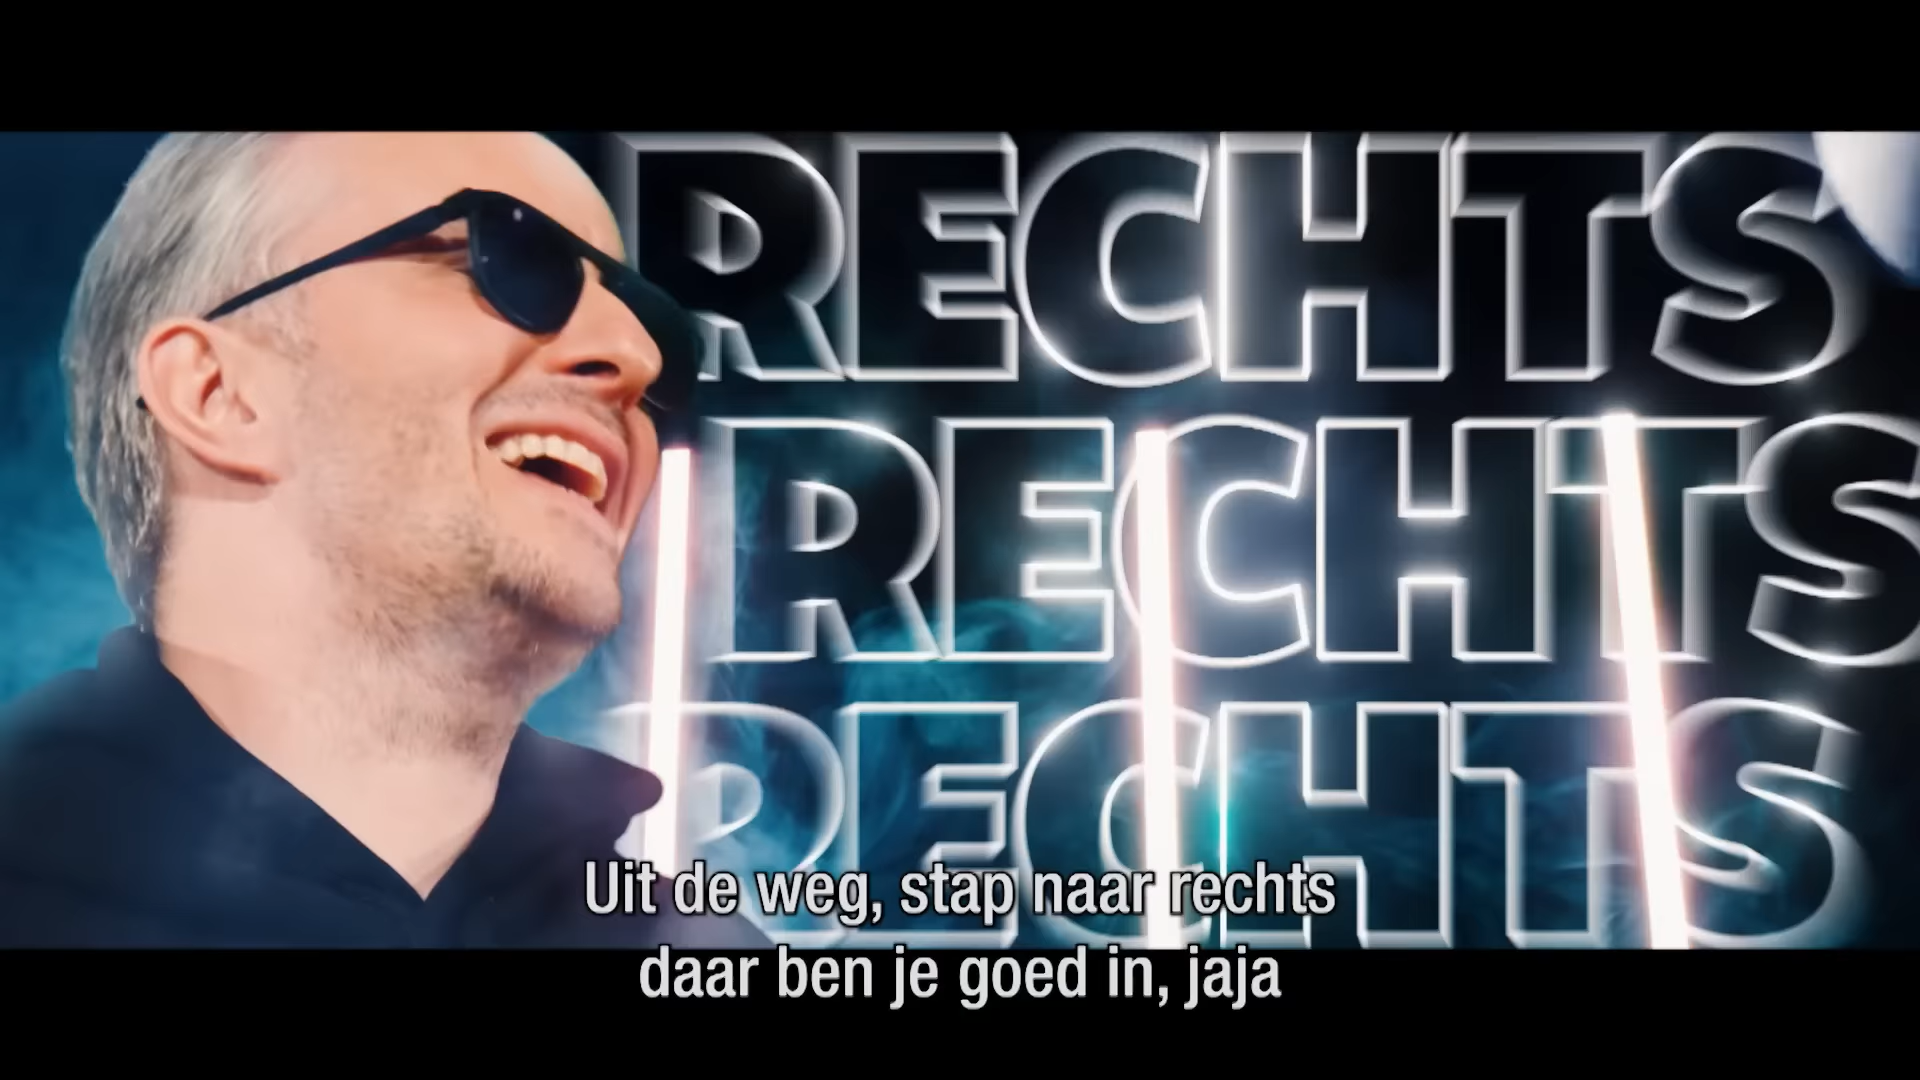 RECHTS
RECHTS
RECHTS
Uit de weg, stap naar rechts
daar ben je goed in, jaja